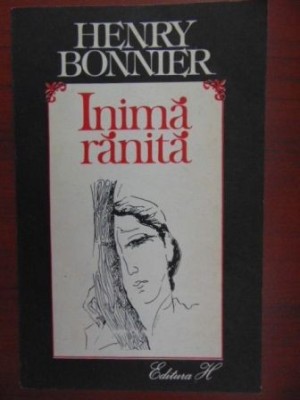 HENRY
BONNIER
Inimă
rănită
Editura H